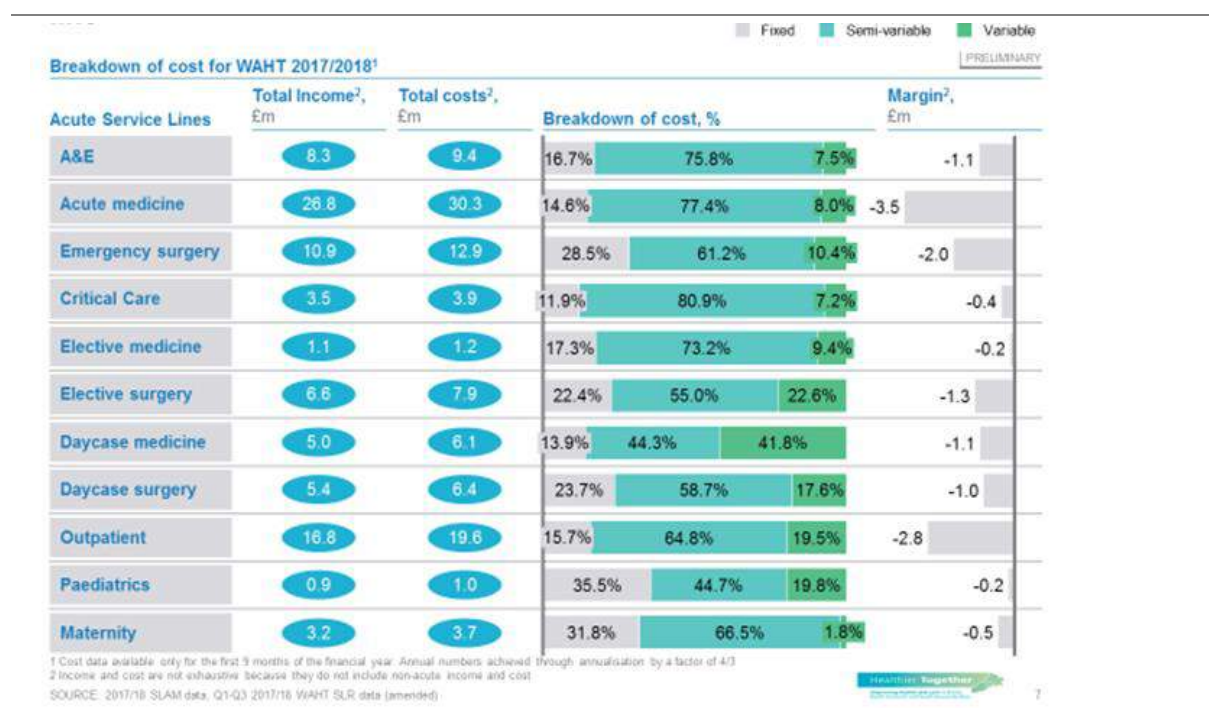 Fixed Semi-variable Variable
PRELIMINARY
Breakdown of cost for WAHT 2017/2018¹
Acute Service Lines Total Income², £m Total costs², £m Breakdown of cost, % Margin², £m
A&E 8.3 9.4 16.7% 75.8% 7.5% -1.1
Acute medicine 26.8 30.3 14.6% 77.4% 8.0% -3.5
Emergency surgery 10.9 12.9 28.5% 61.2% 10.4% -2.0
Critical Care 3.5 3.9 11.9% 80.9% 7.2% -0.4
Elective medicine 1.1 1.2 17.3% 73.2% 9.4% -0.2
Elective surgery 6.6 7.9 22.4% 55.0% 22.6% -1.3
Daycase medicine 5.0 6.1 13.9% 44.3% 41.8% -1.1
Daycase surgery 5.4 6.4 23.7% 58.7% 17.6% -1.0
Outpatient 16.8 19.6 15.7% 64.8% 19.5% -2.8
Paediatrics 0.9 1.0 35.5% 44.7% 19.8% -0.2
Maternity 3.2 3.7 31.8% 66.5% 1.8% -0.5
1 Cost data available only for the first 9 months of the financial year. Annual numbers achieved through annualisation by a factor of 4/3
2 Income and cost are not exhaustive because they do not include non-acute income and cost
SOURCE: 2017/18 SLAM data, Q1-Q3 2017/18 WAHT SLR data (amended)
Healthier Together
7